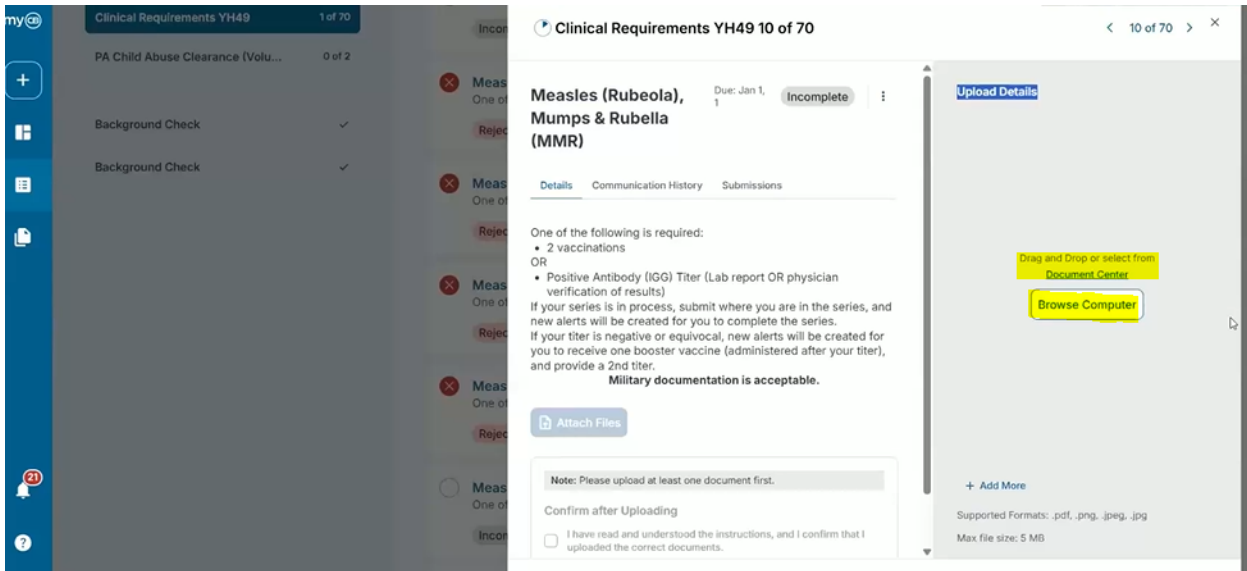 myCB
Clinical Requirements YH49 1 of 70
PA Child Abuse Clearance (Volu... 0 of 2
Background Check
Background Check
21
Incon
Meas
One of
Rejec
Meas
One of
Rejec
Meas
One of
Rejec
Meas
One of
Rejec
Meas
One of
Incon
Clinical Requirements YH49 10 of 70
10 of 70
Measles (Rubeola),
Mumps & Rubella
(MMR)
Due: Jan 1,
1
Incomplete
Details Communication History Submissions
One of the following is required:
• 2 vaccinations
OR
• Positive Antibody (IGG) Titer (Lab report OR physician
verification of results)
If your series is in process, submit where you are in the series, and
new alerts will be created for you to complete the series.
If your titer is negative or equivocal, new alerts will be created for
you to receive one booster vaccine (administered after your titer),
and provide a 2nd titer.
Military documentation is acceptable.
Attach Files
Note: Please upload at least one document first.
Confirm after Uploading
I have read and understood the instructions, and I confirm that I
uploaded the correct documents.
Upload Details
Drag and Drop or select from
Document Center
Browse Computer
+ Add More
Supported Formats: .pdf, .png, .jpeg, .jpg
Max file size: 5 MB